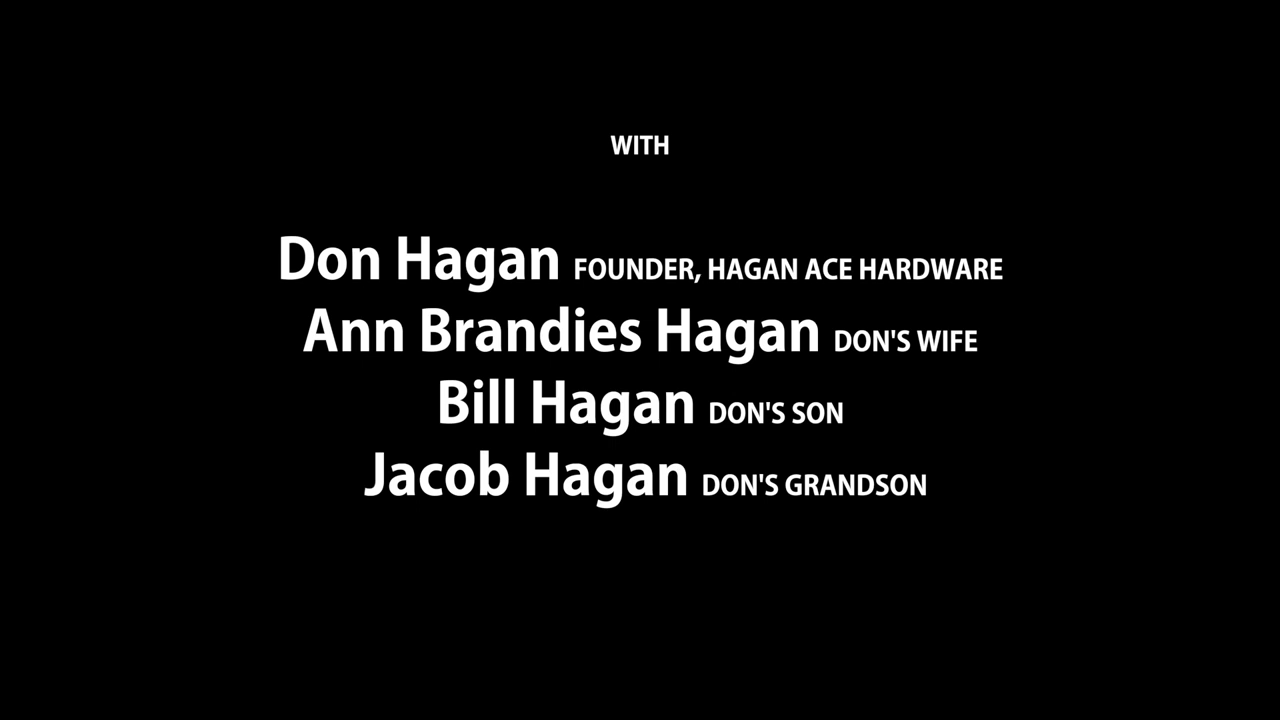 WITH
Don Hagan FOUNDER, HAGAN ACE HARDWARE
Ann Brandies Hagan DON'S WIFE
Bill Hagan DON'S SON
Jacob Hagan DON'S GRANDSON